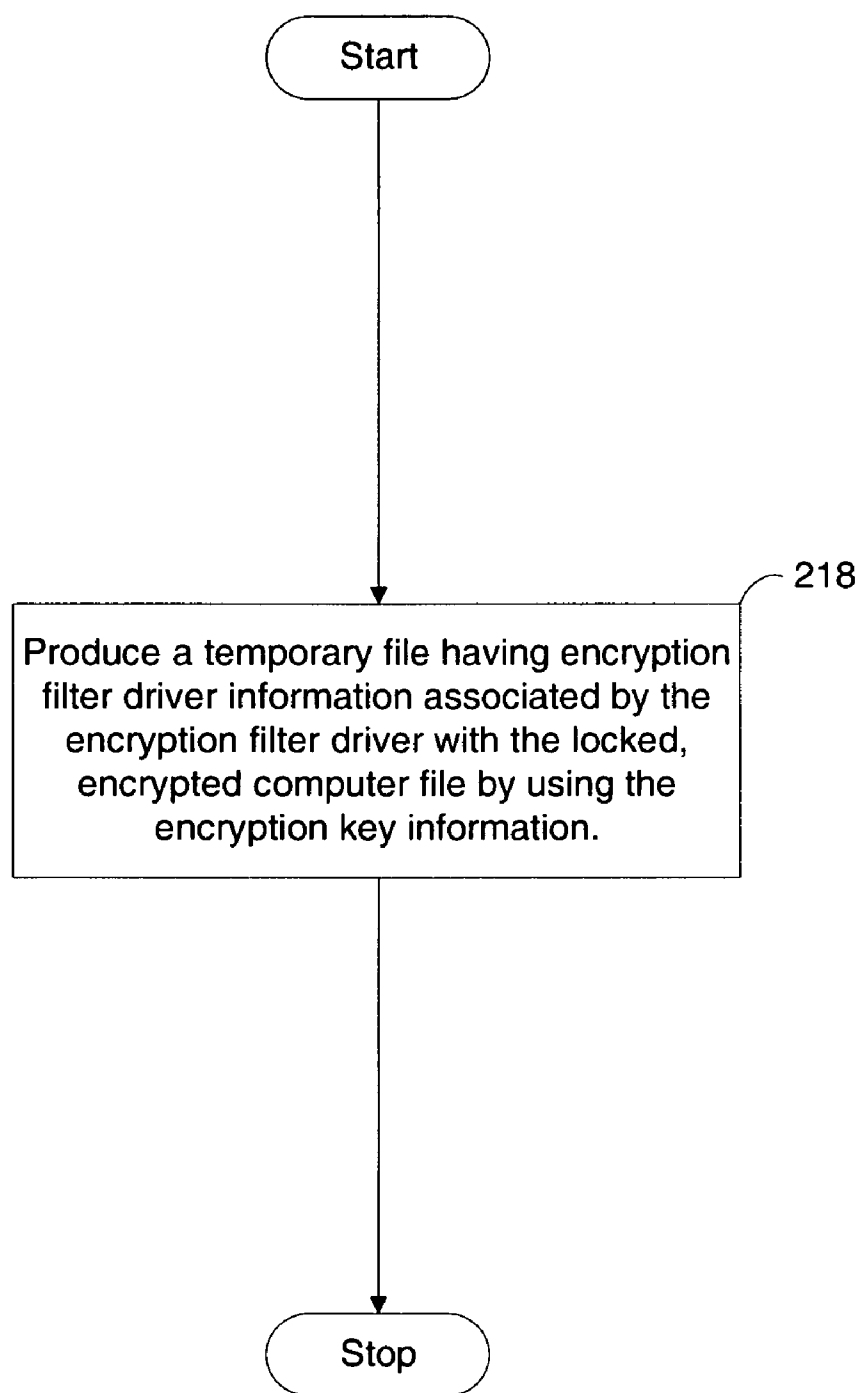 Start
218
Produce a temporary file having encryption
filter driver information associated by the
encryption filter driver with the locked,
encrypted computer file by using the
encryption key information.
Stop